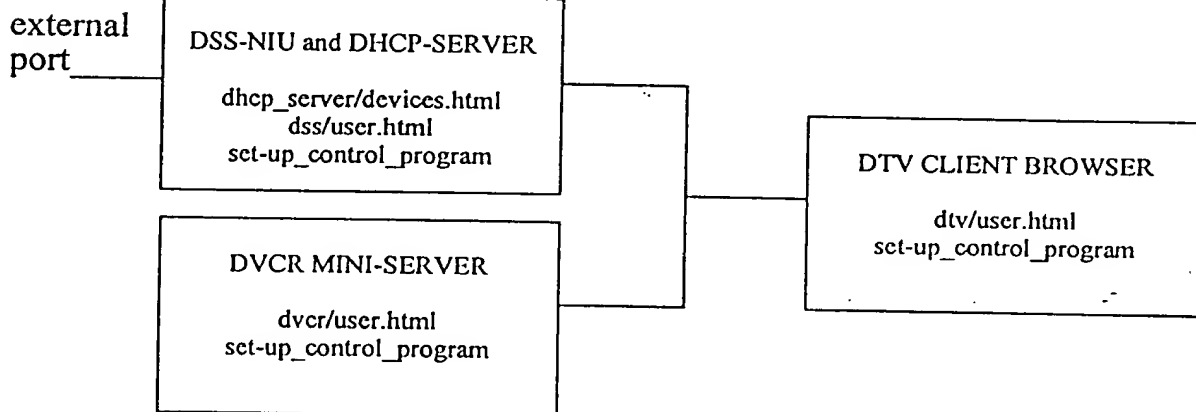 external
port
DSS-NIU and DHCP-SERVER
dhcp_server/devices.html
dss/user.html
set-up_control_program
DVCR MINI-SERVER
dvcr/user.html
set-up_control_program
DTV CLIENT BROWSER
dtv/user.html
set-up_control_program